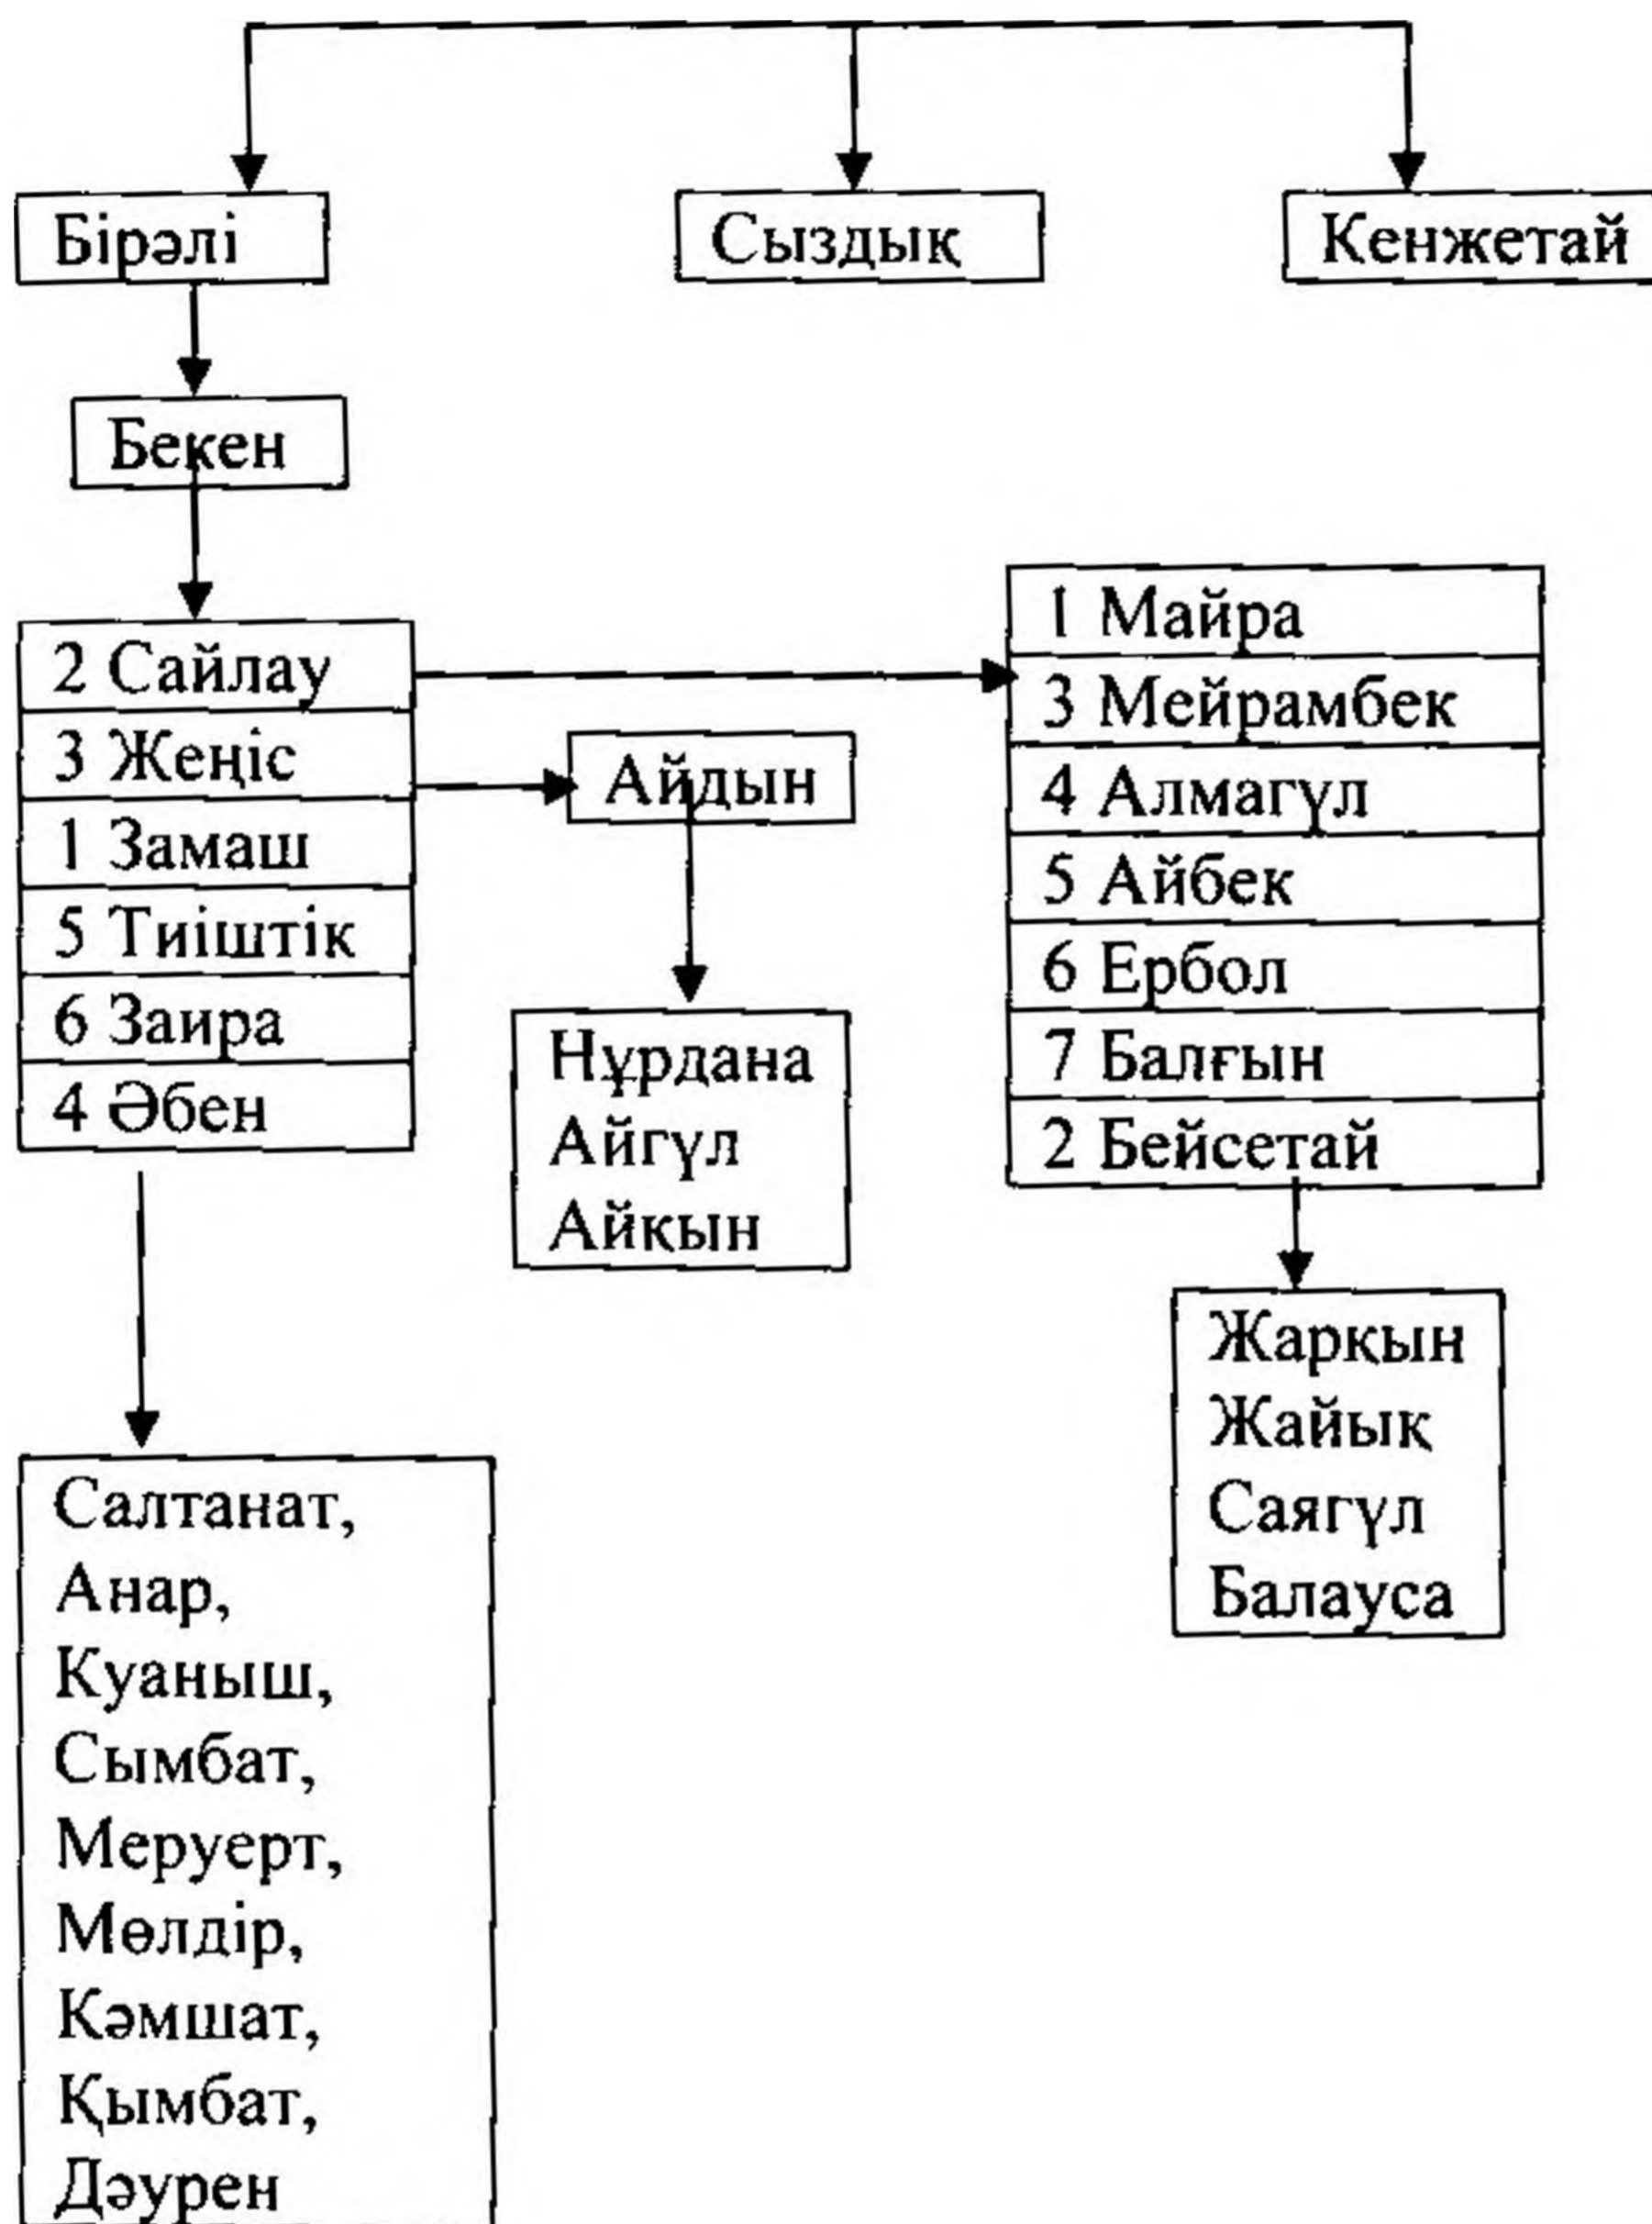 Бірәлі
Сыздық
Кенжетай
Бекен
2 Сайлау
3 Жеңіс
1 Замаш
5 Тиіштік
6 Заира
4 Әбен
Айдын
Нұрдана
Айгүл
Айқын
1 Майра
3 Мейрамбек
4 Алмагүл
5 Айбек
6 Ербол
7 Балғын
2 Бейсетай
Жарқын
Жайық
Саягүл
Балауса
Салтанат,
Анар,
Куаныш,
Сымбат,
Меруерт,
Мөлдір,
Кәмшат,
Қымбат,
Дәурен